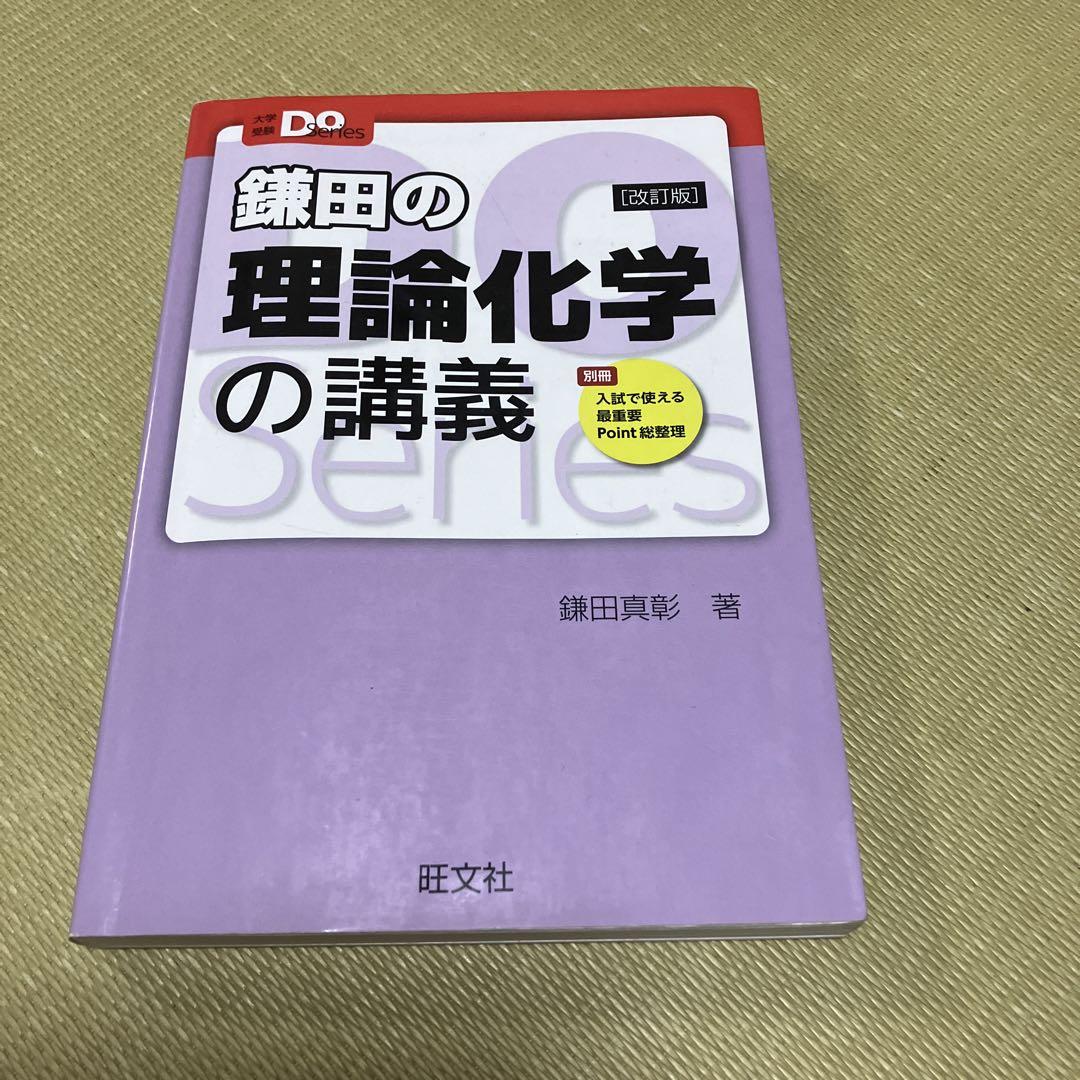 大学
受験
Do Series
鎌田の
[改訂版]
理論化学
の講義
別冊
入試で使える
最重要
Point総整理
DO
Series
鎌田真彰 著
旺文社